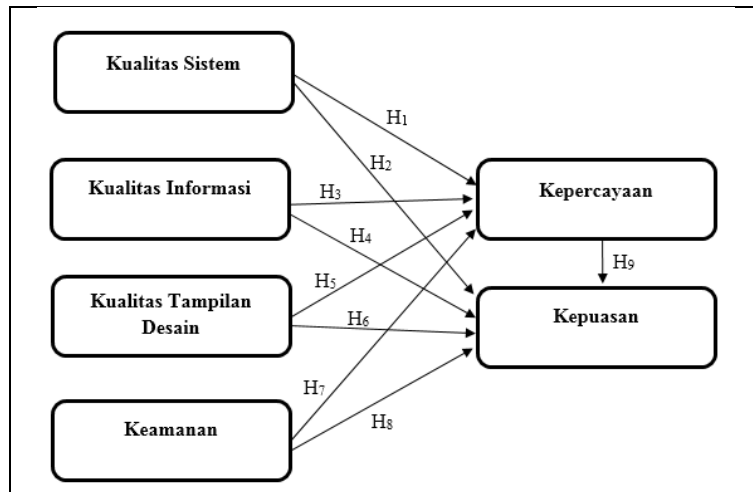 Kualitas Sistem
H₁
H₂
Kualitas Informasi
H₃
Kepercayaan
H₄
H₅
H₉
Kualitas Tampilan
Desain
H₆
Kepuasan
H₇
Keamanan
H₈